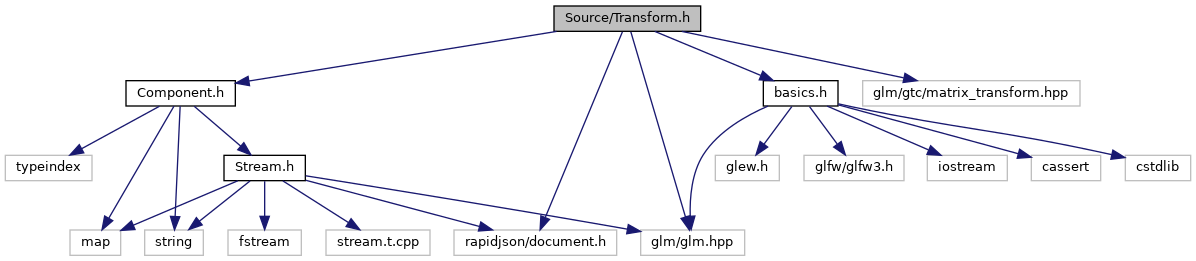 Source/Transform.h
Component.h
basics.h
glm/gtc/matrix_transform.hpp
typeindex
Stream.h
glew.h
glfw/glfw3.h
iostream
cassert
cstdlib
map
string
fstream
stream.t.cpp
rapidjson/document.h
glm/glm.hpp